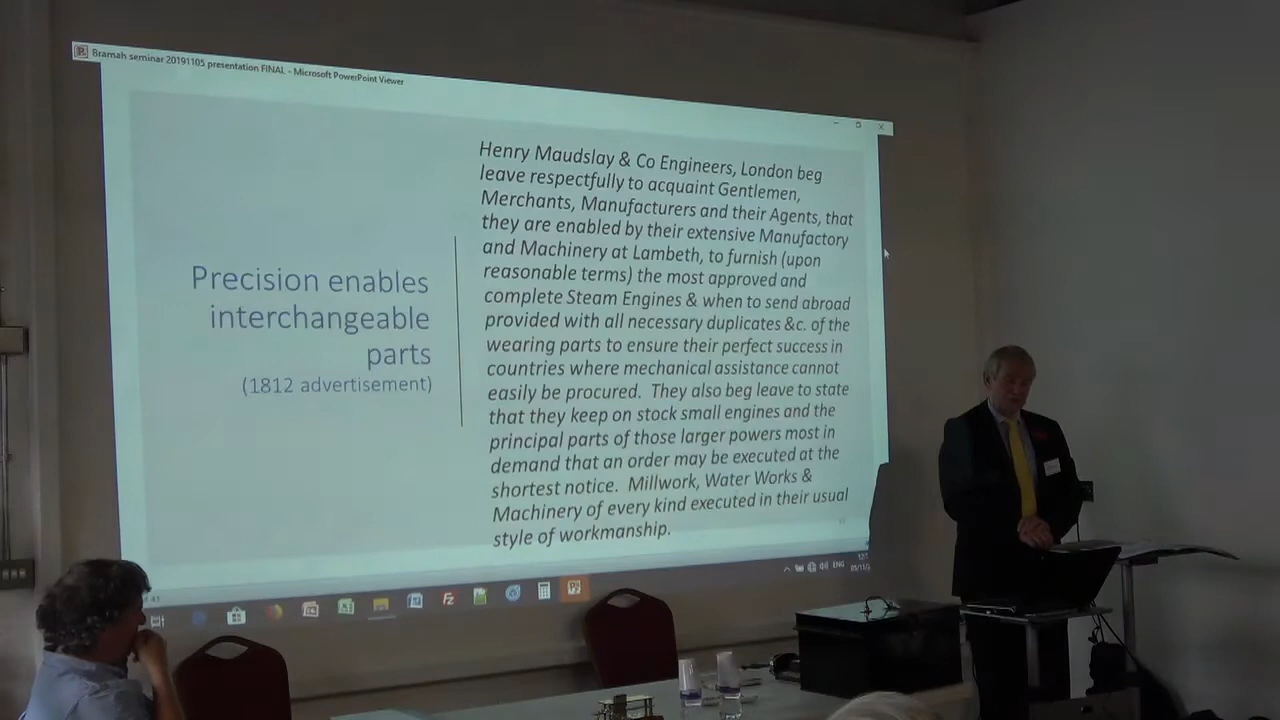 Bramah seminar 20191105 presentation FINAL - Microsoft PowerPoint Viewer
Precision enables
interchangeable
parts
(1812 advertisement)
Henry Maudslay & Co Engineers, London beg
leave respectfully to acquaint Gentlemen,
Merchants, Manufacturers and their Agents, that
they are enabled by their extensive Manufactory
and Machinery at Lambeth, to furnish (upon
reasonable terms) the most approved and
complete Steam Engines & when to send abroad
provided with all necessary duplicates &c. of the
wearing parts to ensure their perfect success in
countries where mechanical assistance cannot
easily be procured.  They also beg leave to state
that they keep on stock small engines and the
principal parts of those larger powers most in
demand that an order may be executed at the
shortest notice.  Millwork, Water Works &
Machinery of every kind executed in their usual
style of workmanship.
ENG